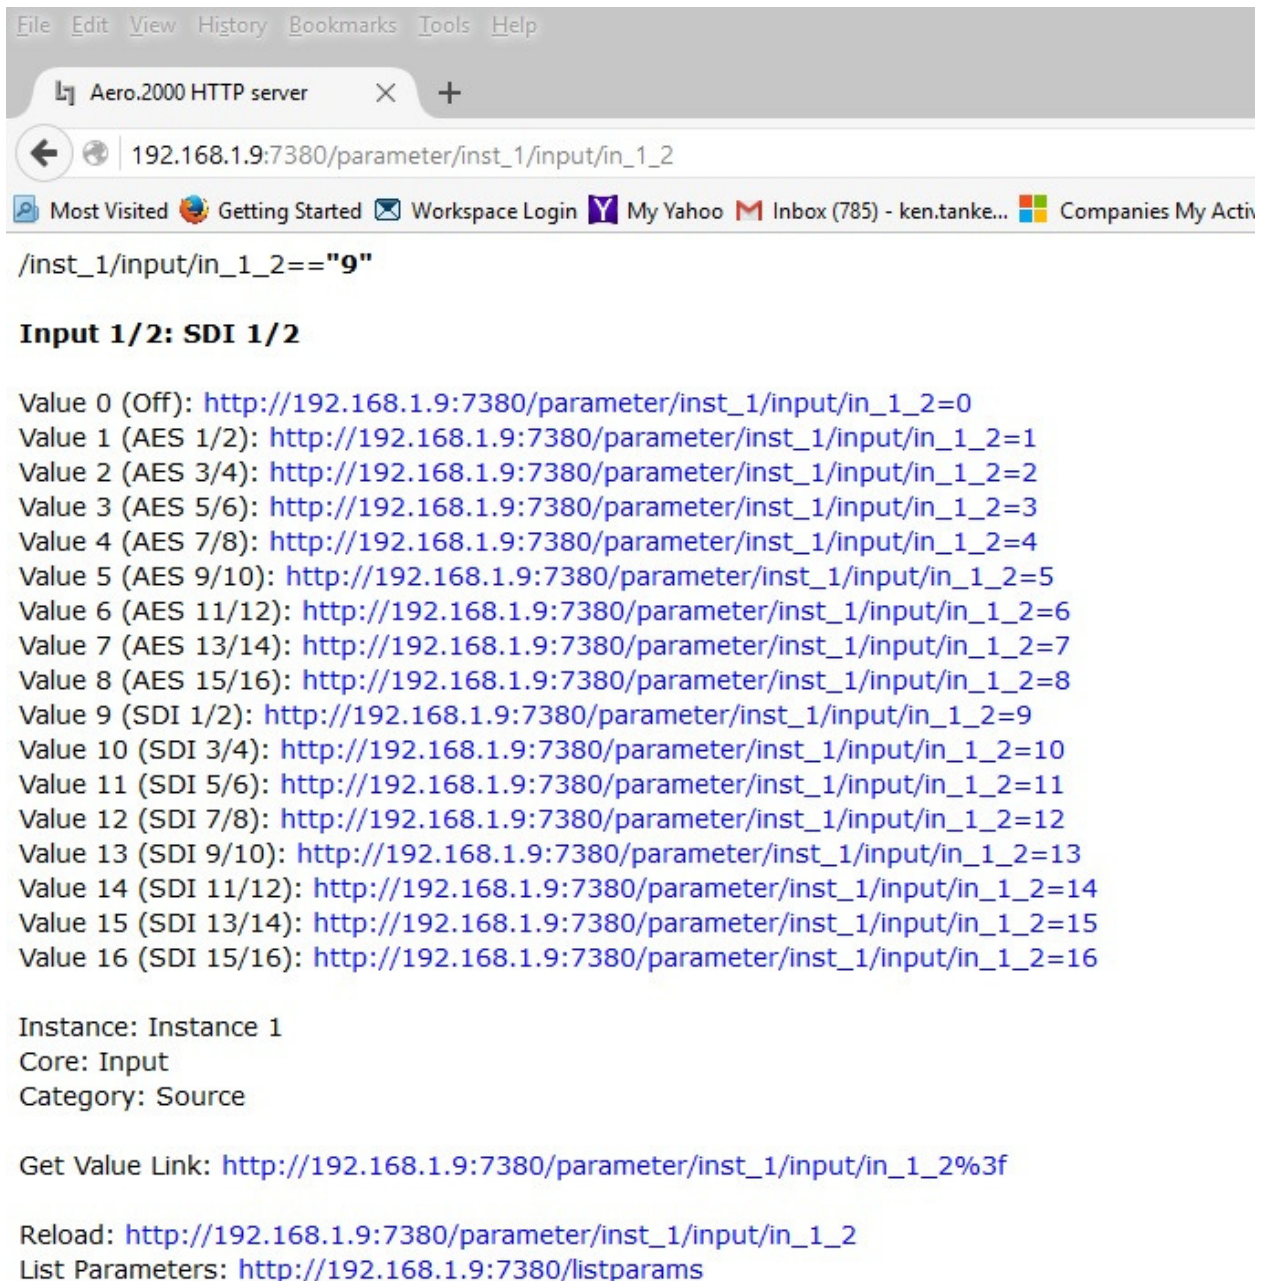 File Edit View History Bookmarks Tools Help
Aero.2000 HTTP server
192.168.1.9:7380/parameter/inst_1/input/in_1_2
Most Visited Getting Started Workspace Login My Yahoo Inbox (785) - ken.tanke... Companies My Activ
/inst_1/input/in_1_2=="9"
Input 1/2: SDI 1/2
Value 0 (Off): http://192.168.1.9:7380/parameter/inst_1/input/in_1_2=0
Value 1 (AES 1/2): http://192.168.1.9:7380/parameter/inst_1/input/in_1_2=1
Value 2 (AES 3/4): http://192.168.1.9:7380/parameter/inst_1/input/in_1_2=2
Value 3 (AES 5/6): http://192.168.1.9:7380/parameter/inst_1/input/in_1_2=3
Value 4 (AES 7/8): http://192.168.1.9:7380/parameter/inst_1/input/in_1_2=4
Value 5 (AES 9/10): http://192.168.1.9:7380/parameter/inst_1/input/in_1_2=5
Value 6 (AES 11/12): http://192.168.1.9:7380/parameter/inst_1/input/in_1_2=6
Value 7 (AES 13/14): http://192.168.1.9:7380/parameter/inst_1/input/in_1_2=7
Value 8 (AES 15/16): http://192.168.1.9:7380/parameter/inst_1/input/in_1_2=8
Value 9 (SDI 1/2): http://192.168.1.9:7380/parameter/inst_1/input/in_1_2=9
Value 10 (SDI 3/4): http://192.168.1.9:7380/parameter/inst_1/input/in_1_2=10
Value 11 (SDI 5/6): http://192.168.1.9:7380/parameter/inst_1/input/in_1_2=11
Value 12 (SDI 7/8): http://192.168.1.9:7380/parameter/inst_1/input/in_1_2=12
Value 13 (SDI 9/10): http://192.168.1.9:7380/parameter/inst_1/input/in_1_2=13
Value 14 (SDI 11/12): http://192.168.1.9:7380/parameter/inst_1/input/in_1_2=14
Value 15 (SDI 13/14): http://192.168.1.9:7380/parameter/inst_1/input/in_1_2=15
Value 16 (SDI 15/16): http://192.168.1.9:7380/parameter/inst_1/input/in_1_2=16
Instance: Instance 1
Core: Input
Category: Source
Get Value Link: http://192.168.1.9:7380/parameter/inst_1/input/in_1_2%3f
Reload: http://192.168.1.9:7380/parameter/inst_1/input/in_1_2
List Parameters: http://192.168.1.9:7380/listparams